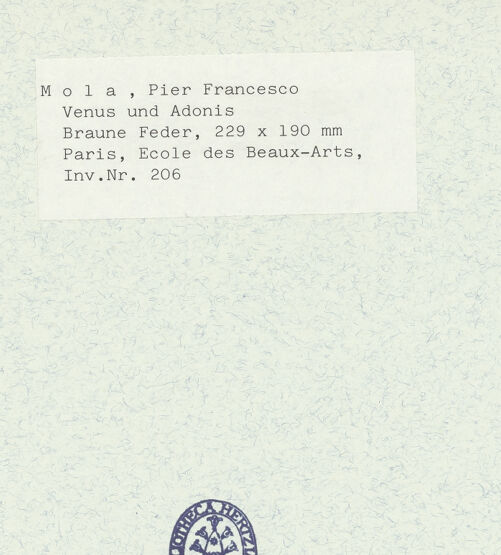 M o l a , Pier Francesco
Venus und Adonis
Braune Feder, 229 x 190 mm
Paris, Ecole des Beaux-Arts,
Inv.Nr. 206